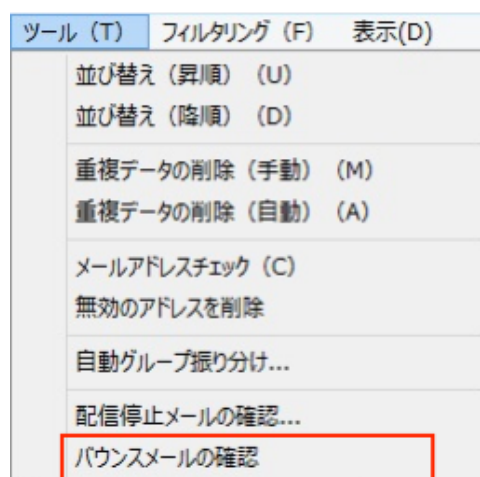 ツール（T） フィルタリング（F） 表示(D)
並び替え（昇順）（U）
並び替え（降順）（D）
重複データの削除（手動）（M）
重複データの削除（自動）（A）
メールアドレスチェック（C）
無効のアドレスを削除
自動グループ振り分け...
配信停止メールの確認...
バウンスメールの確認